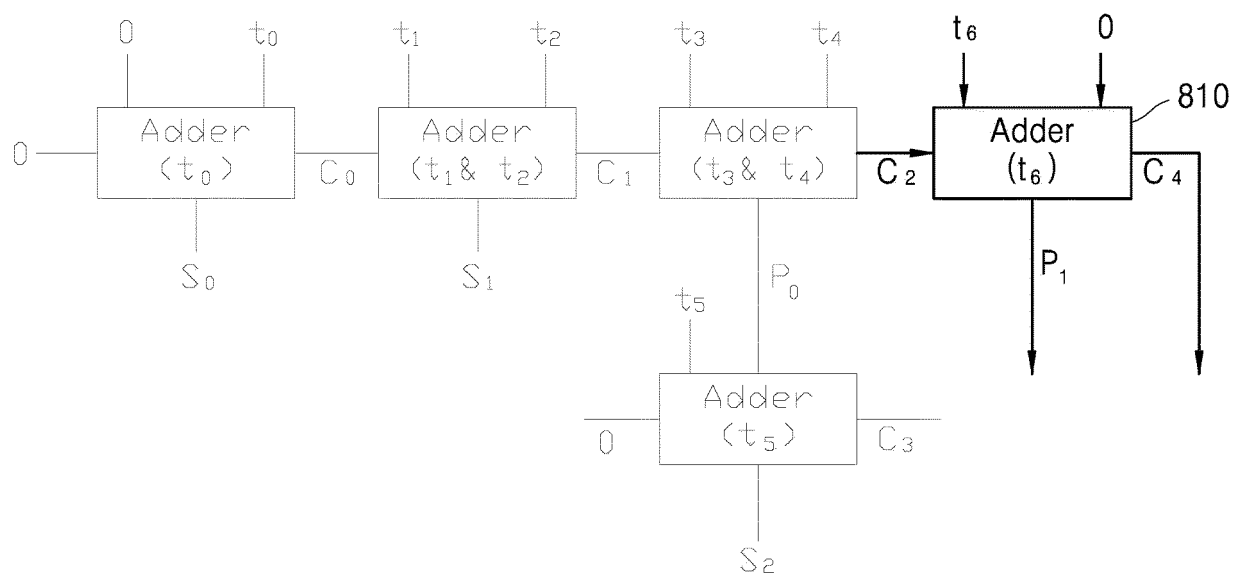 0 t₀ t₁ t₂ t₃ t₄ t₆ 0
810
0 Adder (t₀) C₀ Adder (t₁& t₂) C₁ Adder (t₃& t₄) C₂ Adder (t₆) C₄
S₀ S₁ P₀ P₁
t₅
0 Adder (t₅) C₃
S₂